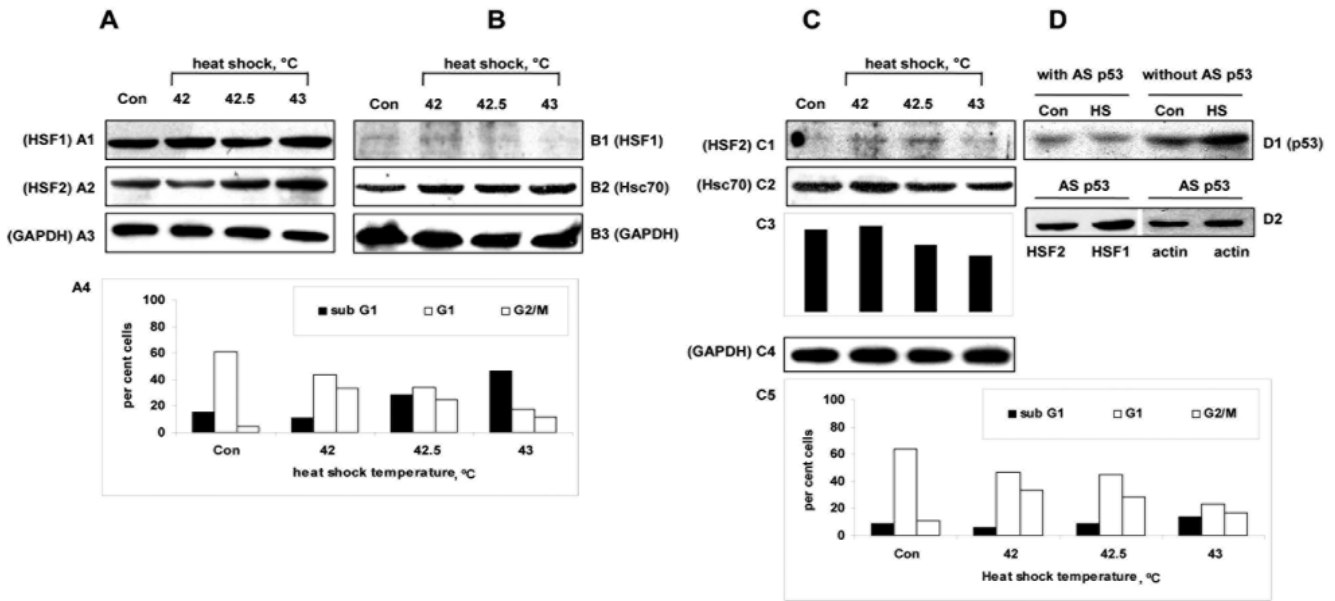 A
B
C
D
heat shock, °C
Con 42 42.5 43
(HSF1) A1
(HSF2) A2
(GAPDH) A3
heat shock, °C
Con 42 42.5 43
B1 (HSF1)
B2 (Hsc70)
B3 (GAPDH)
A4
per cent cells
100
80
60
40
20
0
sub G1 G1 G2/M
Con 42 42.5 43
heat shock temperature, ºC
heat shock, °C
Con 42 42.5 43
(HSF2) C1
(Hsc70) C2
C3
(GAPDH) C4
C5
per cent cells
100
80
60
40
20
0
sub G1 G1 G2/M
Con 42 42.5 43
Heat shock temperature, ºC
with AS p53 without AS p53
Con HS Con HS
D1 (p53)
AS p53 AS p53
D2
HSF2 HSF1 actin actin